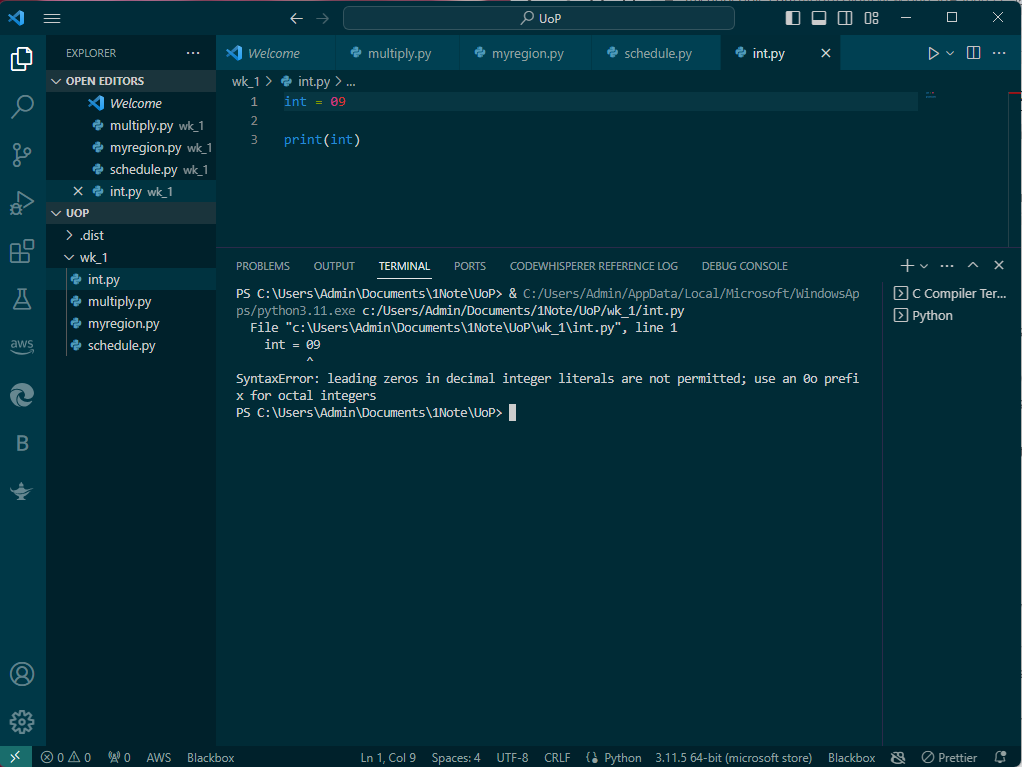 UoP
EXPLORER ...
OPEN EDITORS
Welcome
multiply.py wk_1
myregion.py wk_1
schedule.py wk_1
int.py wk_1
UOP
.dist
wk_1
int.py
multiply.py
myregion.py
schedule.py
aws
B
Welcome multiply.py myregion.py schedule.py int.py
wk_1 > int.py > ...
1 int = 09
2
3 print(int)
PROBLEMS OUTPUT TERMINAL PORTS CODEWHISPERER REFERENCE LOG DEBUG CONSOLE
PS C:\Users\Admin\Documents\1Note\UoP> & C:/Users/Admin/AppData/Local/Microsoft/WindowsAp
ps/python3.11.exe c:/Users/Admin/Documents/1Note/UoP/wk_1/int.py
File "c:\Users\Admin\Documents\1Note\UoP\wk_1\int.py", line 1
int = 09
^
SyntaxError: leading zeros in decimal integer literals are not permitted; use an 0o prefi
x for octal integers
PS C:\Users\Admin\Documents\1Note\UoP>
C Compiler Ter...
Python
0 0 0 AWS Blackbox Ln 1, Col 9 Spaces: 4 UTF-8 CRLF { } Python 3.11.5 64-bit (microsoft store) Blackbox Prettier